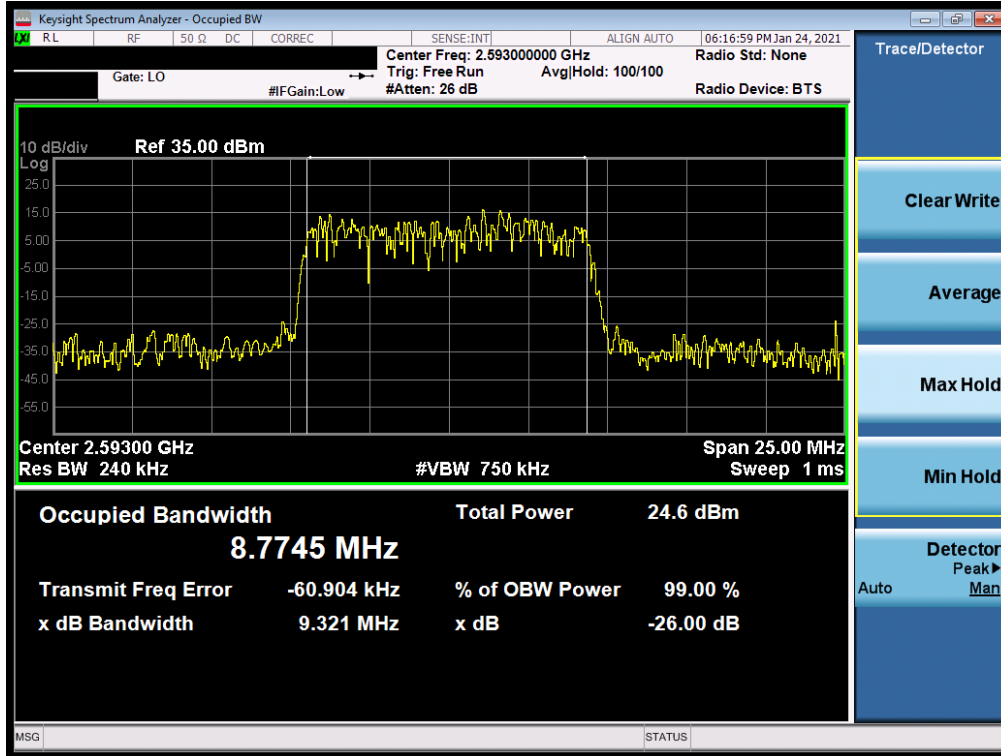 Keysight Spectrum Analyzer - Occupied BW
LXI RL RF 50 Ω DC CORREC SENSE:INT ALIGN AUTO 06:16:59 PM Jan 24, 2021
Center Freq: 2.593000000 GHz Radio Std: None
Gate: LO Trig: Free Run Avg|Hold: 100/100
#IFGain:Low #Atten: 26 dB Radio Device: BTS
10 dB/div Ref 35.00 dBm
Log
25.0
15.0
5.00
-5.00
-15.0
-25.0
-35.0
-45.0
-55.0
Center 2.59300 GHz Span 25.00 MHz
Res BW 240 kHz #VBW 750 kHz Sweep 1 ms
Occupied Bandwidth Total Power 24.6 dBm
8.7745 MHz
Transmit Freq Error -60.904 kHz % of OBW Power 99.00 %
x dB Bandwidth 9.321 MHz x dB -26.00 dB
MSG STATUS
Trace/Detector
Clear Write
Average
Max Hold
Min Hold
Detector
Peak▶
Auto Man